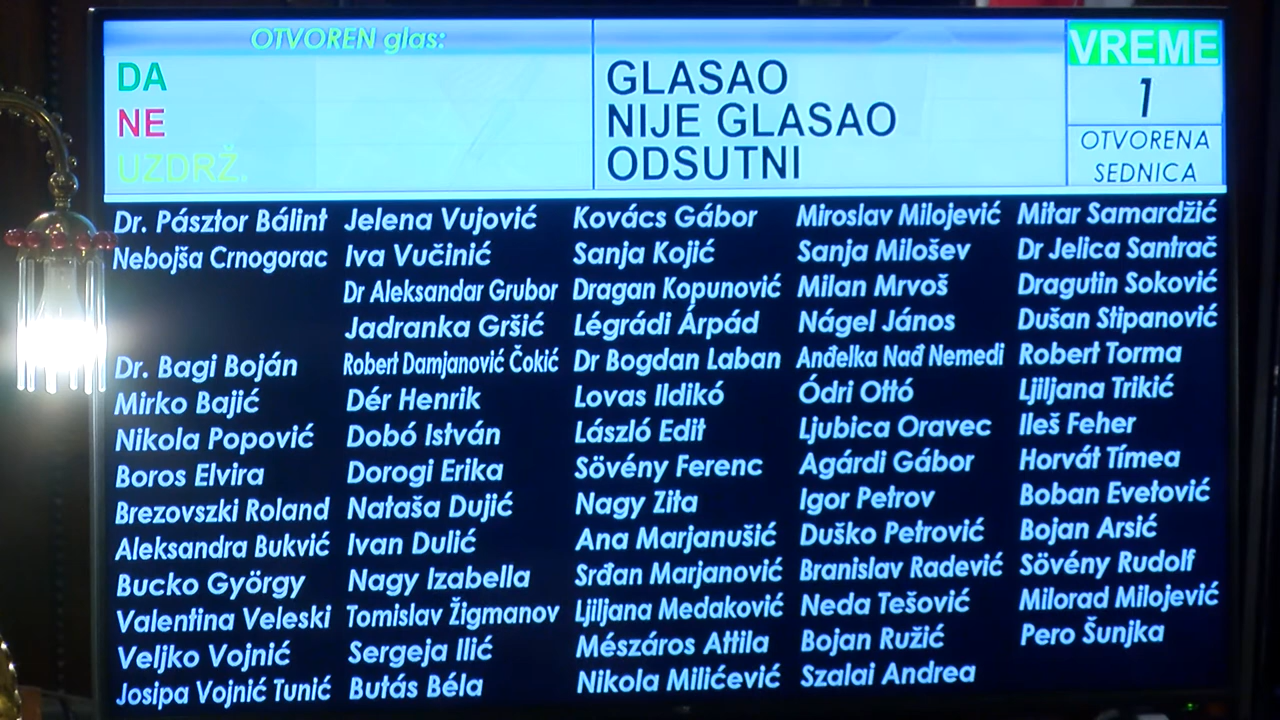 OTVOREN glas:
DA
NE
UZDRŽ.
GLASAO
NIJE GLASAO
ODSUTNI
VREME
1
OTVORENA
SEDNICA
Dr. Pásztor Bálint
Nebojša Crnogorac
Dr. Bagi Boján
Mirko Bajić
Nikola Popović
Boros Elvira
Brezovszki Roland
Aleksandra Bukvić
Bucko György
Valentina Veleski
Veljko Vojnić
Josipa Vojnić Tunić
Jelena Vujović
Iva Vučinić
Dr Aleksandar Grubor
Jadranka Gršić
Robert Damjanović Čokić
Dér Henrik
Dobó István
Dorogi Erika
Nataša Dujić
Ivan Dulić
Nagy Izabella
Tomislav Žigmanov
Sergeja Ilić
Butás Béla
Kovács Gábor
Sanja Kojić
Dragan Kopunović
Légrádi Árpád
Dr Bogdan Laban
Lovas Ildikó
László Edit
Sövény Ferenc
Nagy Zita
Ana Marjanušić
Srđan Marjanović
Ljiljana Medaković
Mészáros Attila
Nikola Milićević
Miroslav Milojević
Sanja Milošev
Milan Mrvoš
Nágel János
Anđelka Nađ Nemedi
Ódri Ottó
Ljubica Oravec
Agárdi Gábor
Igor Petrov
Duško Petrović
Branislav Radević
Neda Tešović
Bojan Ružić
Szalai Andrea
Mitar Samardžić
Dr Jelica Santrač
Dragutin Soković
Dušan Stipanović
Robert Torma
Ljiljana Trikić
Ileš Feher
Horvát Tímea
Boban Evetović
Bojan Arsić
Sövény Rudolf
Milorad Milojević
Pero Šunjka